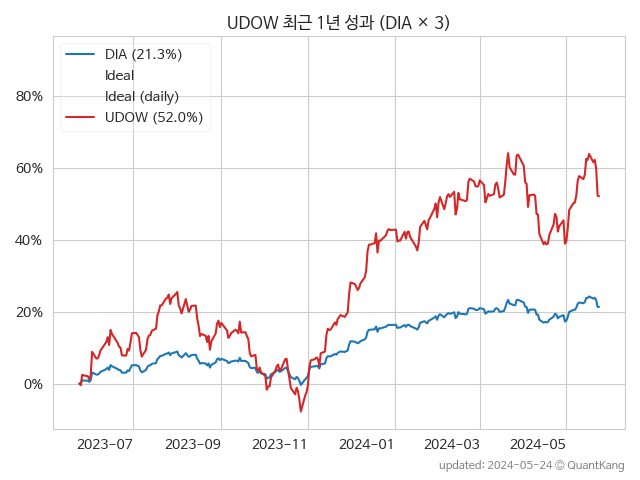 UDOW 최근 1년 성과 (DIA × 3)
DIA (21.3%)
Ideal
Ideal (daily)
UDOW (52.0%)
80%
60%
40%
20%
0%
2023−07 2023−09 2023−11 2024−01 2024−03 2024−05
updated: 2024-05-24 © QuantKang